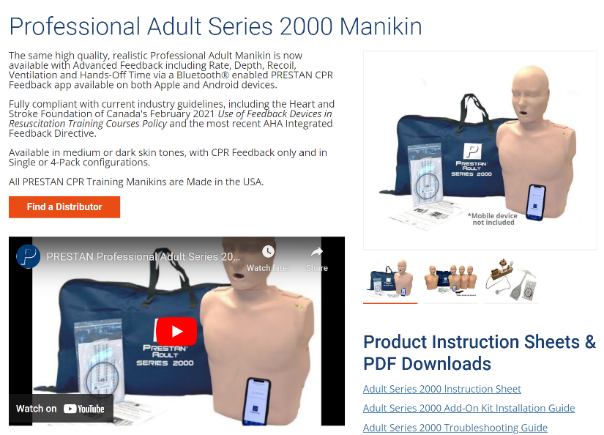 Professional Adult Series 2000 Manikin
The same high quality, realistic Professional Adult Manikin is now
available with Advanced Feedback including Rate, Depth, Recoil,
Ventilation and Hands-Off Time via a Bluetooth® enabled PRESTAN CPR
Feedback app available on both Apple and Android devices.
Fully compliant with current industry guidelines, including the Heart and
Stroke Foundation of Canada's February 2021 Use of Feedback Devices in
Resuscitation Training Courses Policy and the most recent AHA Integrated
Feedback Directive.
Available in medium or dark skin tones, with CPR Feedback only and in
Single or 4-Pack configurations.
All PRESTAN CPR Training Manikins are Made in the USA.
Find a Distributor
PRESTAN Professional Adult Series 20...
Watch later
Share
PRESTAN
ADULT
SERIES 2000
Watch on YouTube
PRESTAN
ADULT
SERIES 2000
*Mobile device
not included
Product Instruction Sheets &
PDF Downloads
Adult Series 2000 Instruction Sheet
Adult Series 2000 Add-On Kit Installation Guide
Adult Series 2000 Troubleshooting Guide